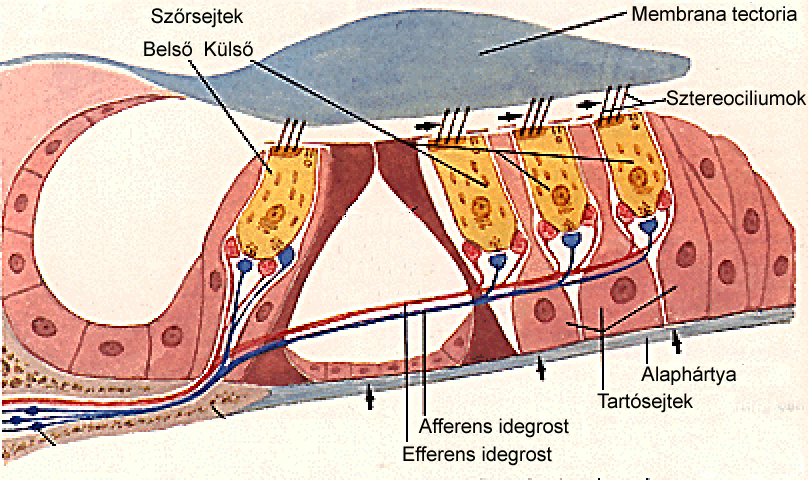 Szőrsejtek
Belső Külső
Membrana tectoria
Sztereociliumok
Alaphártya
Tartósejtek
Afferens idegrost
Efferens idegrost